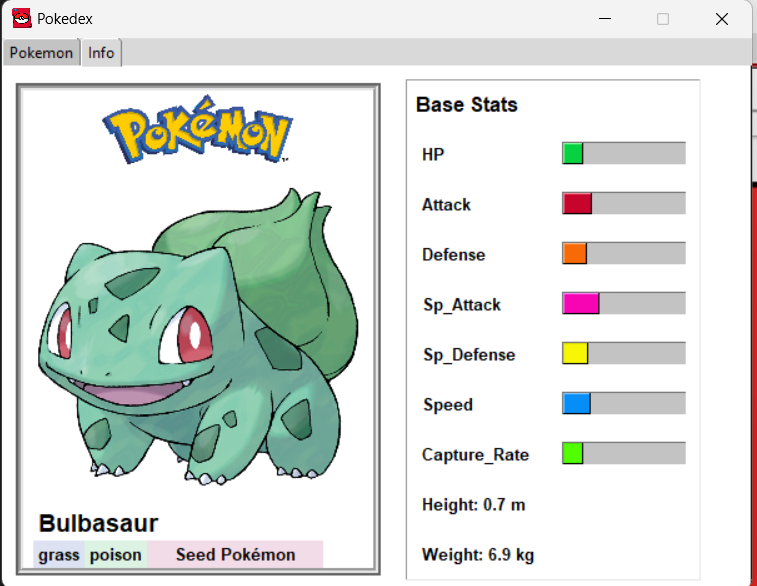 Pokedex
Pokemon
Info
POKéMON
Bulbasaur
grass poison Seed Pokémon
Base Stats
HP
Attack
Defense
Sp_Attack
Sp_Defense
Speed
Capture_Rate
Height: 0.7 m
Weight: 6.9 kg